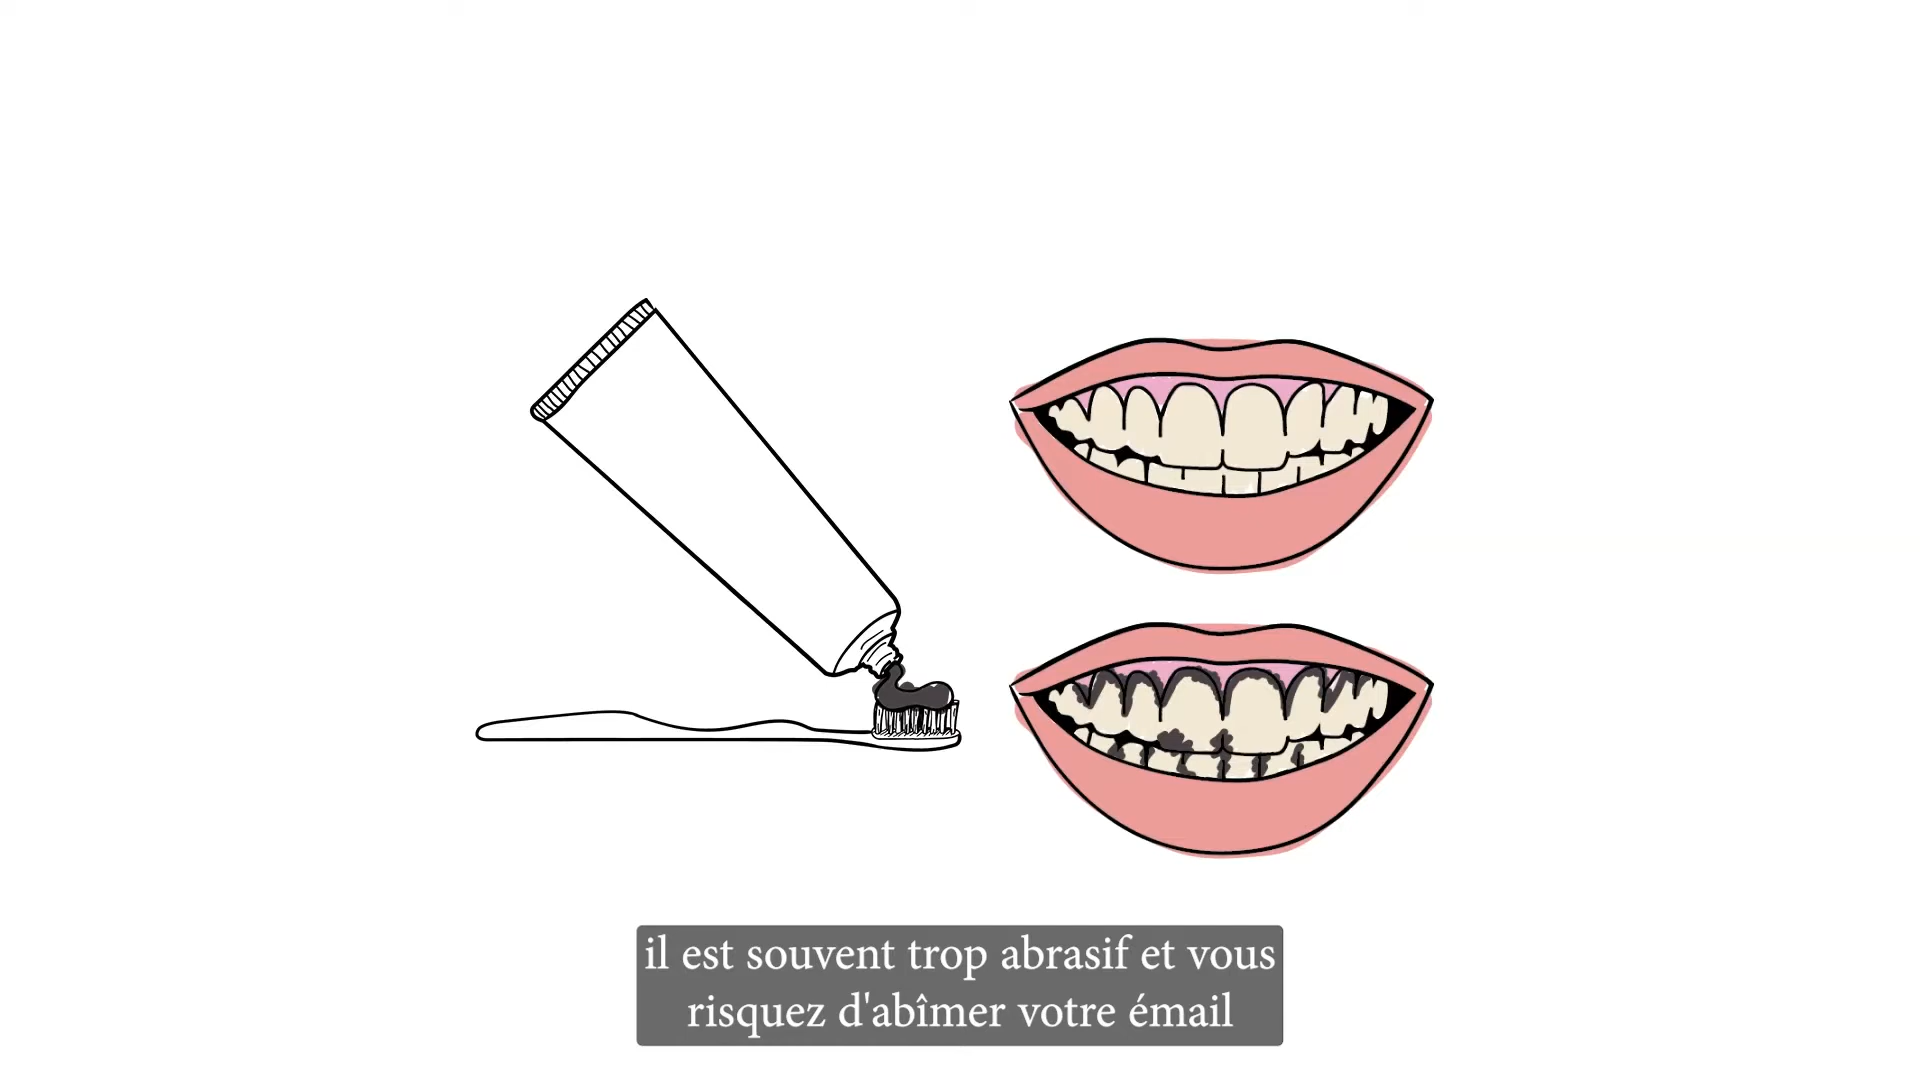 il est souvent trop abrasif et vous
risquez d'abîmer votre émail